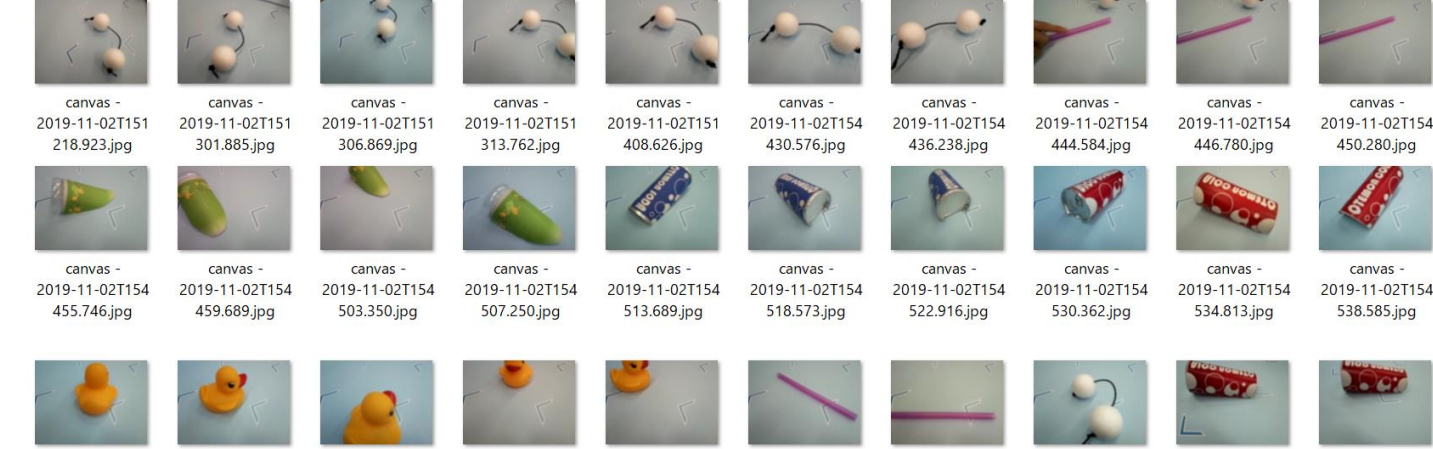 canvas - canvas - canvas - canvas - canvas - canvas - canvas - canvas - canvas - canvas -
2019-11-02T151 2019-11-02T151 2019-11-02T151 2019-11-02T151 2019-11-02T151 2019-11-02T154 2019-11-02T154 2019-11-02T154 2019-11-02T154 2019-11-02T154
218.923.jpg 301.885.jpg 306.869.jpg 313.762.jpg 408.626.jpg 430.576.jpg 436.238.jpg 444.584.jpg 446.780.jpg 450.280.jpg
canvas - canvas - canvas - canvas - canvas - canvas - canvas - canvas - canvas - canvas -
2019-11-02T154 2019-11-02T154 2019-11-02T154 2019-11-02T154 2019-11-02T154 2019-11-02T154 2019-11-02T154 2019-11-02T154 2019-11-02T154 2019-11-02T154
455.746.jpg 459.689.jpg 503.350.jpg 507.250.jpg 513.689.jpg 518.573.jpg 522.916.jpg 530.362.jpg 534.813.jpg 538.585.jpg